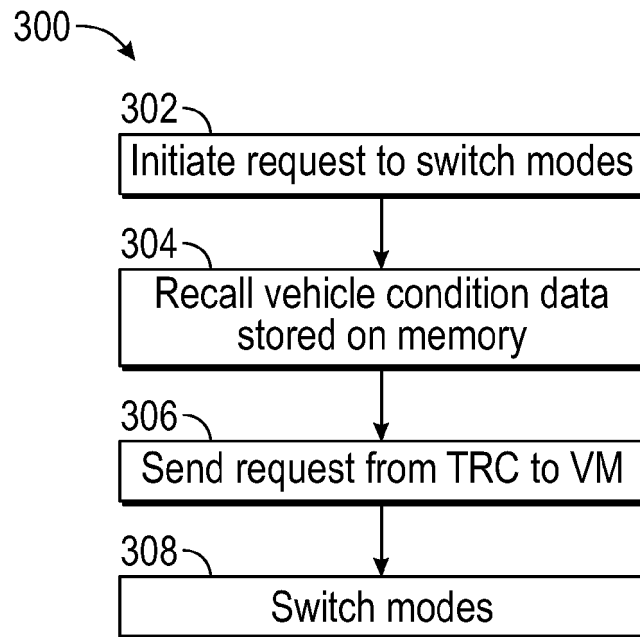 300
302
Initiate request to switch modes
304
Recall vehicle condition data
stored on memory
306
Send request from TRC to VM
308
Switch modes